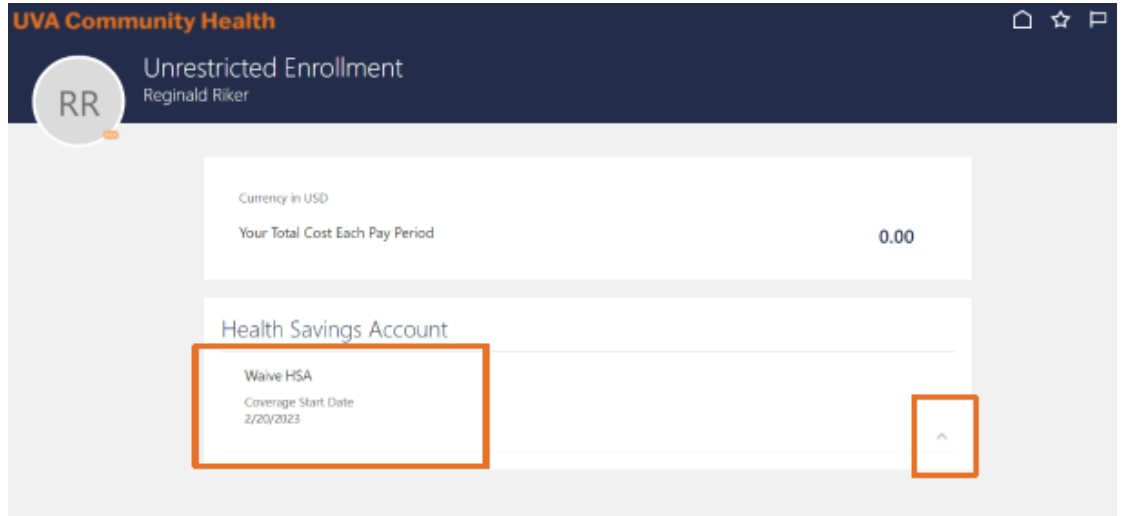 UVA Community Health
Unrestricted Enrollment
Reginald Riker
RR
Currency in USD
Your Total Cost Each Pay Period 0.00
Health Savings Account
Waive HSA
Coverage Start Date
2/20/2023